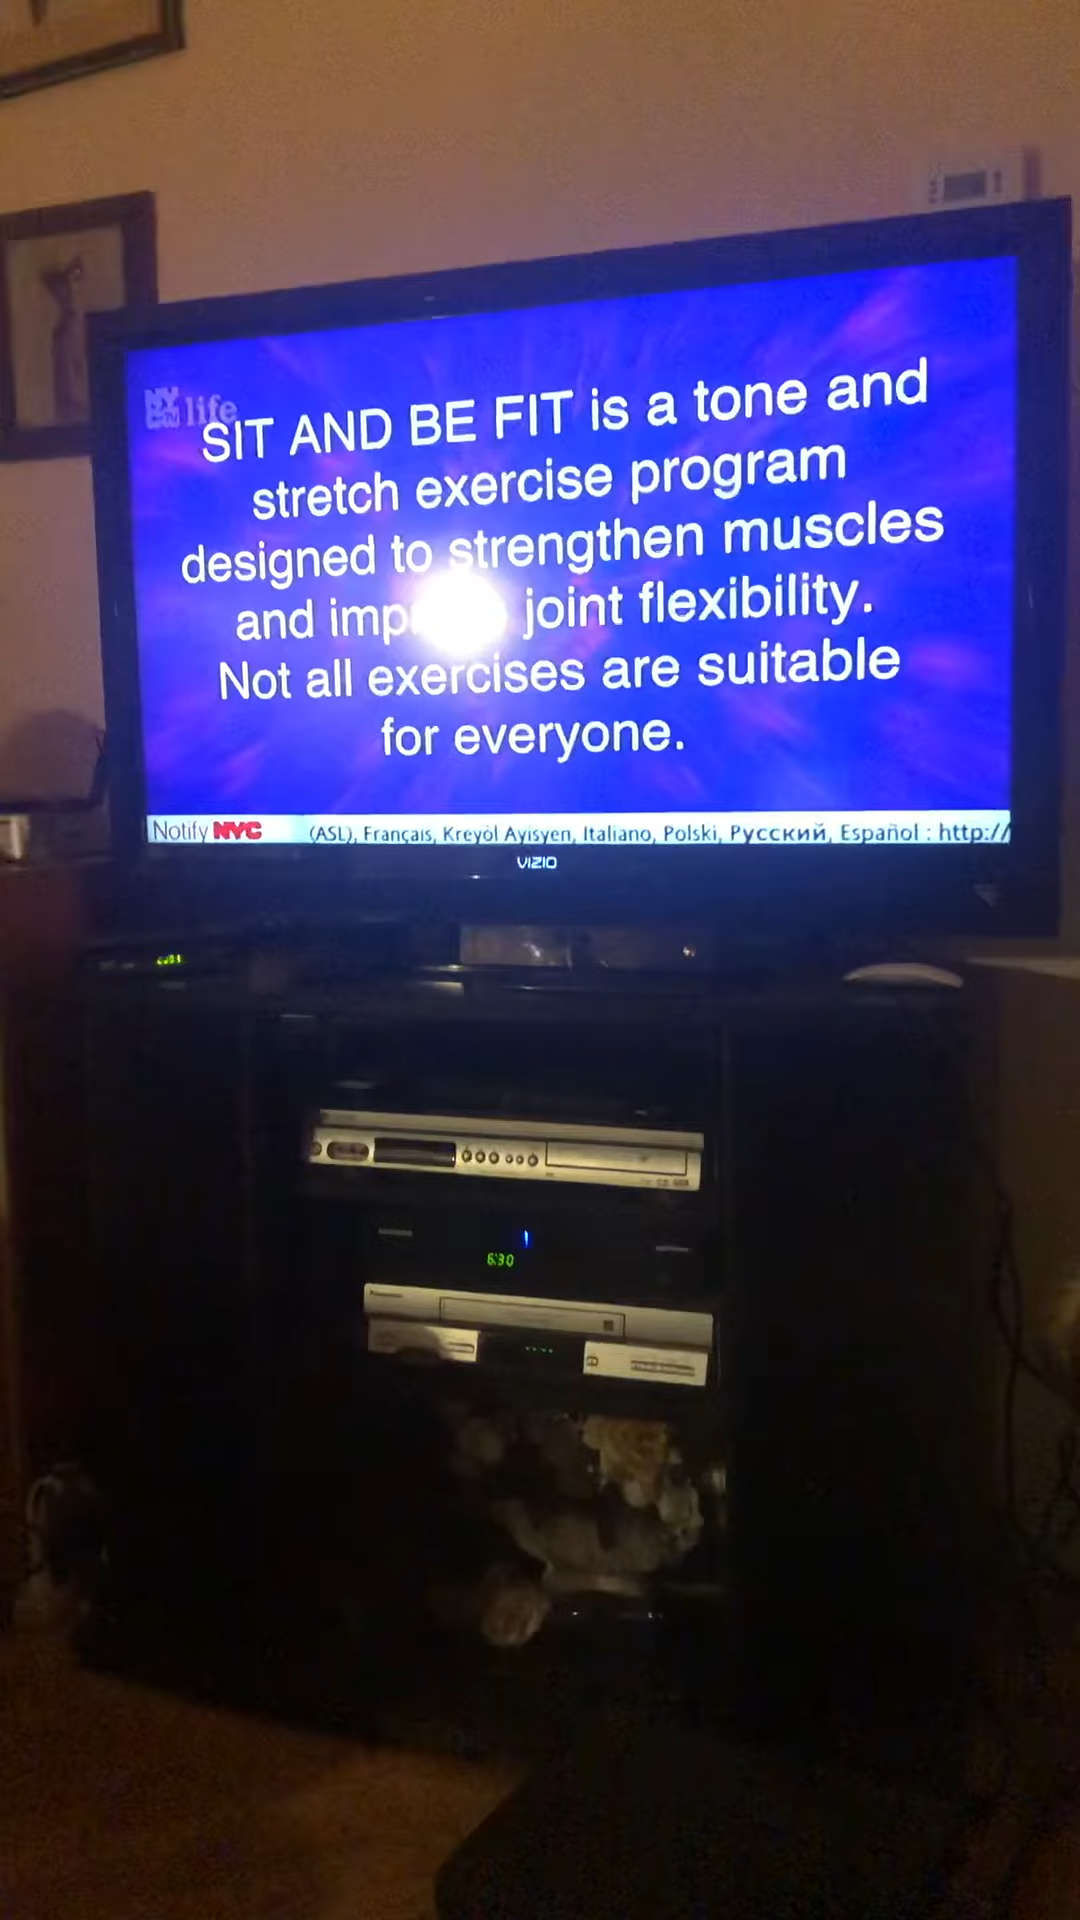 NYC life
SIT AND BE FIT is a tone and
stretch exercise program
designed to strengthen muscles
and imp joint flexibility.
Not all exercises are suitable
for everyone.
Notify NYC (ASL), Français, Kreyòl Ayisyen, Italiano, Polski, Русский, Español : http://
VIZIO
6:30